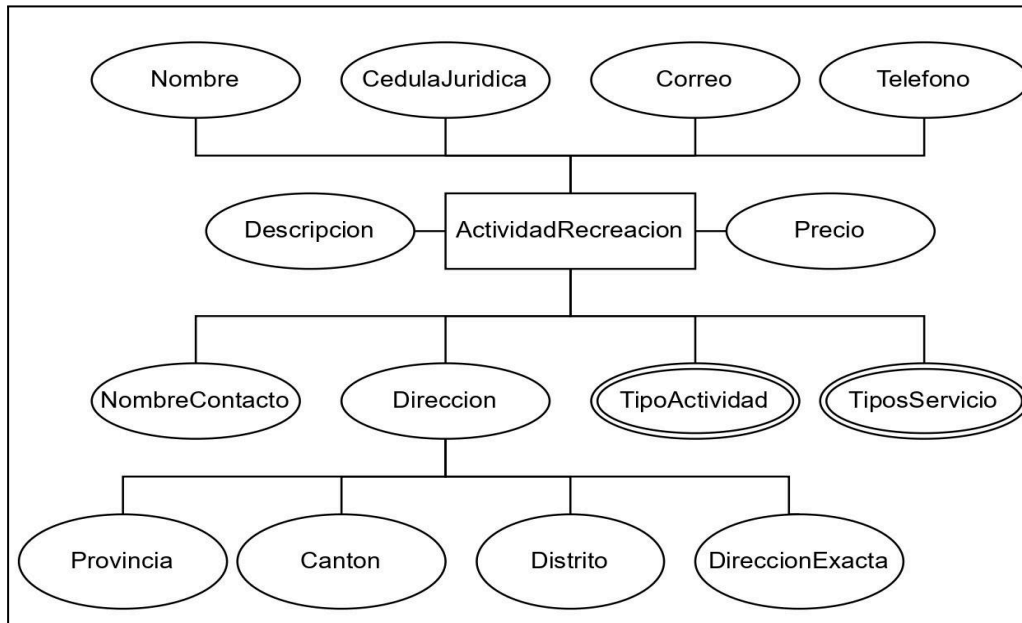 Nombre
CedulaJuridica
Correo
Telefono
Descripcion
ActividadRecreacion
Precio
NombreContacto
Direccion
TipoActividad
TiposServicio
Provincia
Canton
Distrito
DireccionExacta